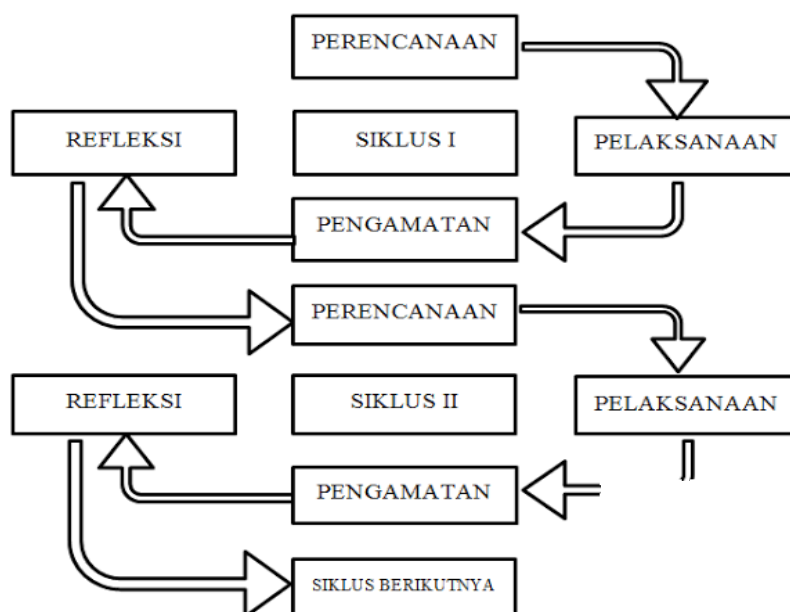 PERENCANAAN
REFLEKSI
SIKLUS I
PELAKSANAAN
PENGAMATAN
PERENCANAAN
REFLEKSI
SIKLUS II
PELAKSANAAN
PENGAMATAN
SIKLUS BERIKUTNYA